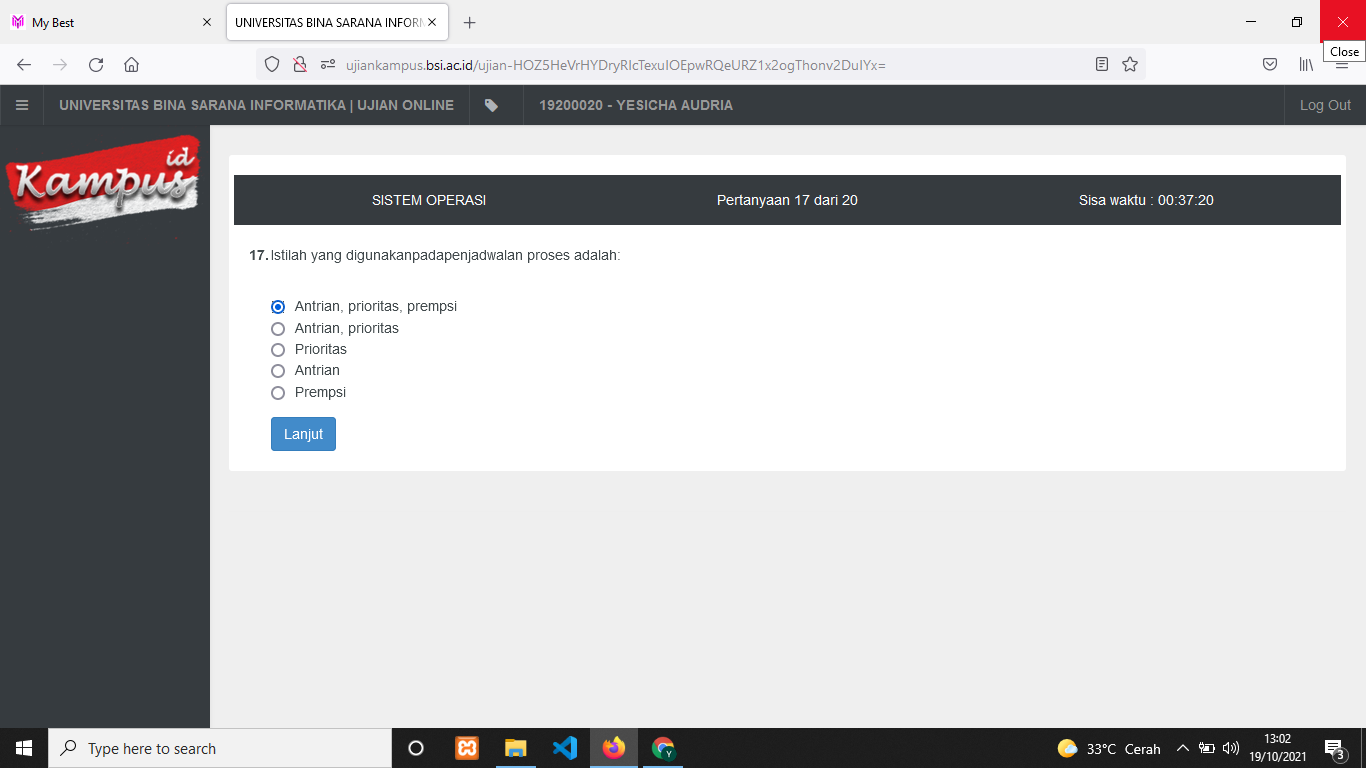 My Best
UNIVERSITAS BINA SARANA INFORM
Close
ujiankampus.bsi.ac.id/ujian-HOZ5HeVrHYDryRIcTexuIOEpwRQeURZ1x2ogThonv2DuIYx=
UNIVERSITAS BINA SARANA INFORMATIKA | UJIAN ONLINE
19200020 - YESICHA AUDRIA
Log Out
Kampus id
SISTEM OPERASI
Pertanyaan 17 dari 20
Sisa waktu : 00:37:20
17. Istilah yang digunakanpadapenjadwalan proses adalah:
Antrian, prioritas, prempsi
Antrian, prioritas
Prioritas
Antrian
Prempsi
Lanjut
Type here to search
Y
33°C Cerah
13:02
19/10/2021
3